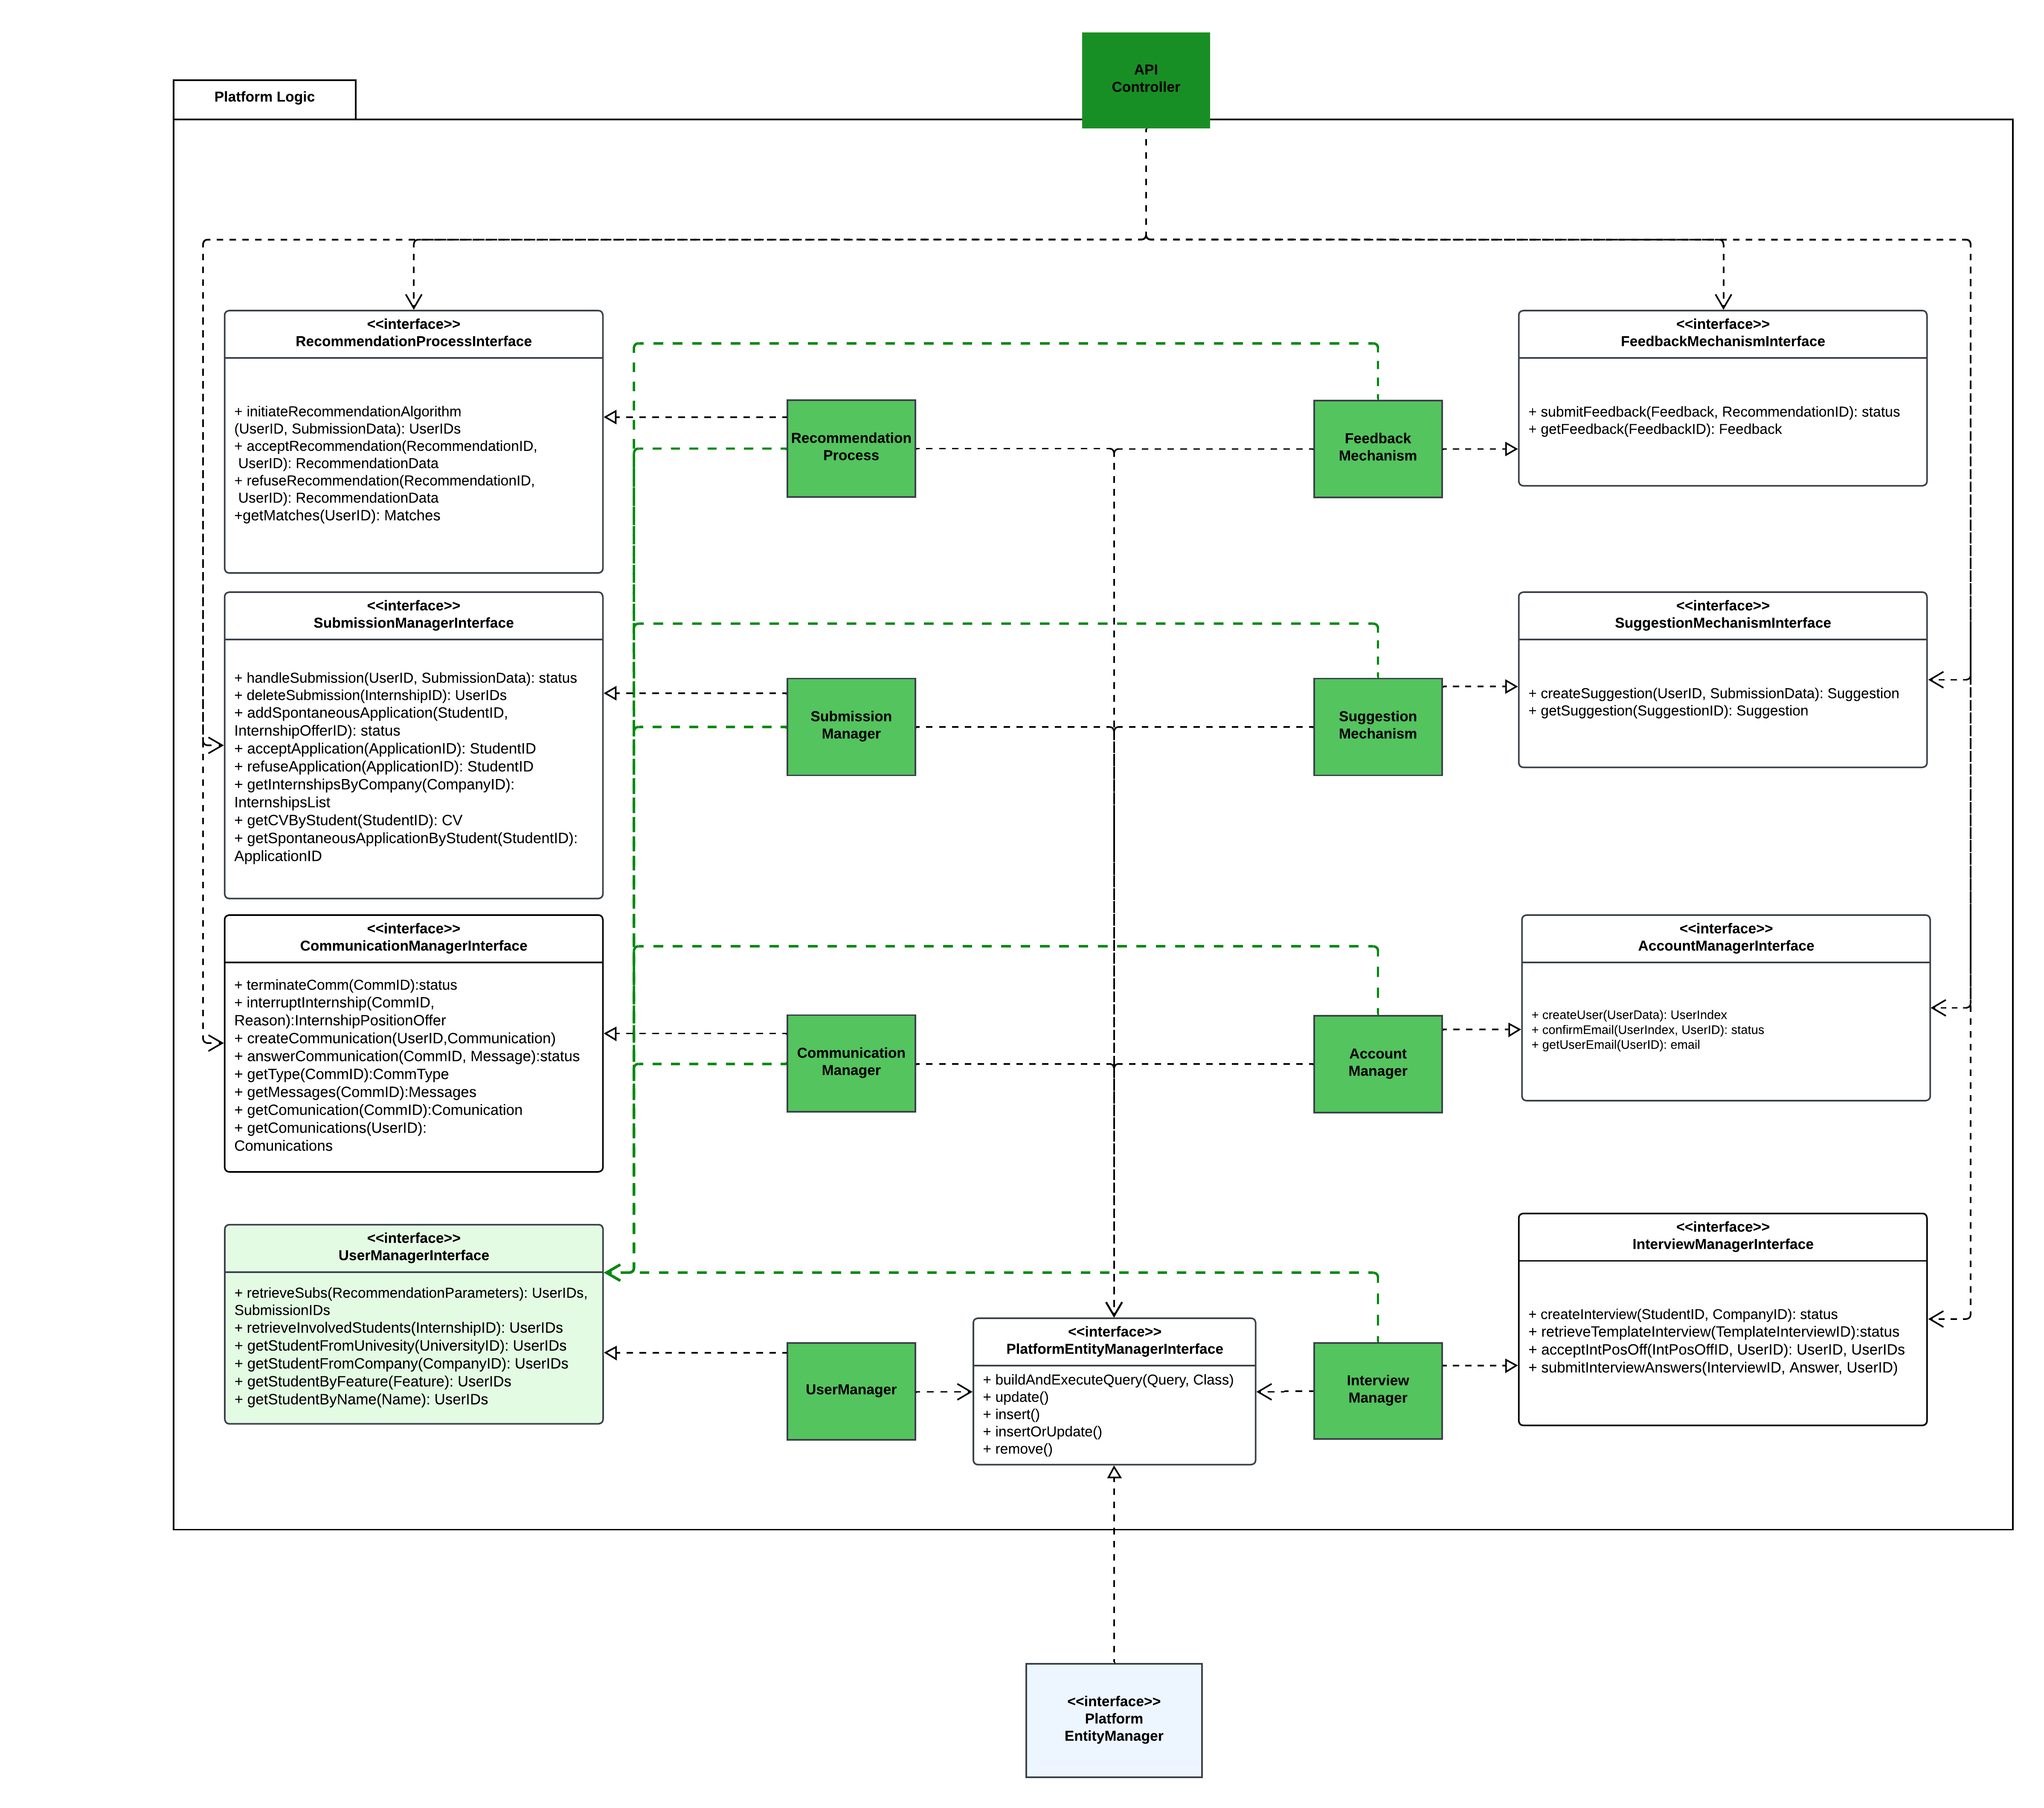 API
Controller
Platform Logic
<<interface>>
RecommendationProcessInterface
+ initiateRecommendationAlgorithm
(UserID, SubmissionData): UserIDs
+ acceptRecommendation(RecommendationID,
UserID): RecommendationData
+ refuseRecommendation(RecommendationID,
UserID): RecommendationData
+getMatches(UserID): Matches
Recommendation
Process
Feedback
Mechanism
<<interface>>
FeedbackMechanismInterface
+ submitFeedback(Feedback, RecommendationID): status
+ getFeedback(FeedbackID): Feedback
<<interface>>
SubmissionManagerInterface
+ handleSubmission(UserID, SubmissionData): status
+ deleteSubmission(InternshipID): UserIDs
+ addSpontaneousApplication(StudentID,
InternshipOfferID): status
+ acceptApplication(ApplicationID): StudentID
+ refuseApplication(ApplicationID): StudentID
+ getInternshipsByCompany(CompanyID):
InternshipsList
+ getCVByStudent(StudentID): CV
+ getSpontaneousApplicationByStudent(StudentID):
ApplicationID
Submission
Manager
Suggestion
Mechanism
<<interface>>
SuggestionMechanismInterface
+ createSuggestion(UserID, SubmissionData): Suggestion
+ getSuggestion(SuggestionID): Suggestion
<<interface>>
CommunicationManagerInterface
+ terminateComm(CommID):status
+ interruptInternship(CommID,
Reason):InternshipPositionOffer
+ createCommunication(UserID,Communication)
+ answerCommunication(CommID, Message):status
+ getType(CommID):CommType
+ getMessages(CommID):Messages
+ getComunication(CommID):Comunication
+ getComunications(UserID):
Comunications
Communication
Manager
Account
Manager
<<interface>>
AccountManagerInterface
+ createUser(UserData): UserIndex
+ confirmEmail(UserIndex, UserID): status
+ getUserEmail(UserID): email
<<interface>>
UserManagerInterface
+ retrieveSubs(RecommendationParameters): UserIDs,
SubmissionIDs
+ retrieveInvolvedStudents(InternshipID): UserIDs
+ getStudentFromUnivesity(UniversityID): UserIDs
+ getStudentFromCompany(CompanyID): UserIDs
+ getStudentByFeature(Feature): UserIDs
+ getStudentByName(Name): UserIDs
UserManager
<<interface>>
PlatformEntityManagerInterface
+ buildAndExecuteQuery(Query, Class)
+ update()
+ insert()
+ insertOrUpdate()
+ remove()
Interview
Manager
<<interface>>
InterviewManagerInterface
+ createInterview(StudentID, CompanyID): status
+ retrieveTemplateInterview(TemplateInterviewID):status
+ acceptIntPosOff(IntPosOffID, UserID): UserID, UserIDs
+ submitInterviewAnswers(InterviewID, Answer, UserID)
<<interface>>
Platform
EntityManager